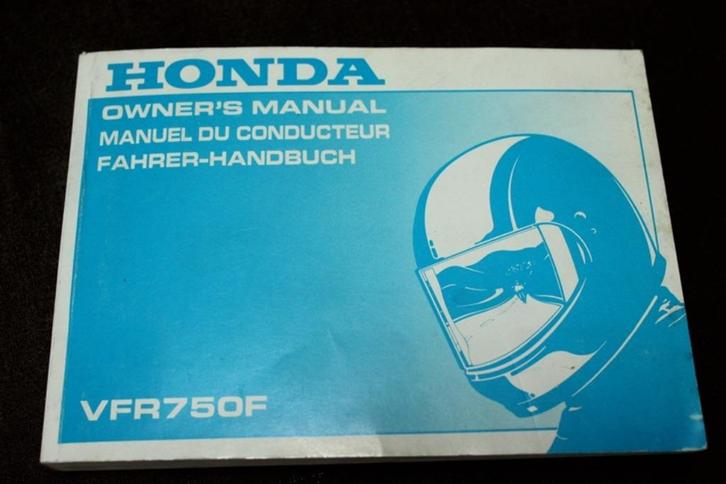 HONDA
OWNER'S MANUAL
MANUEL DU CONDUCTEUR
FAHRER-HANDBUCH
VFR750F